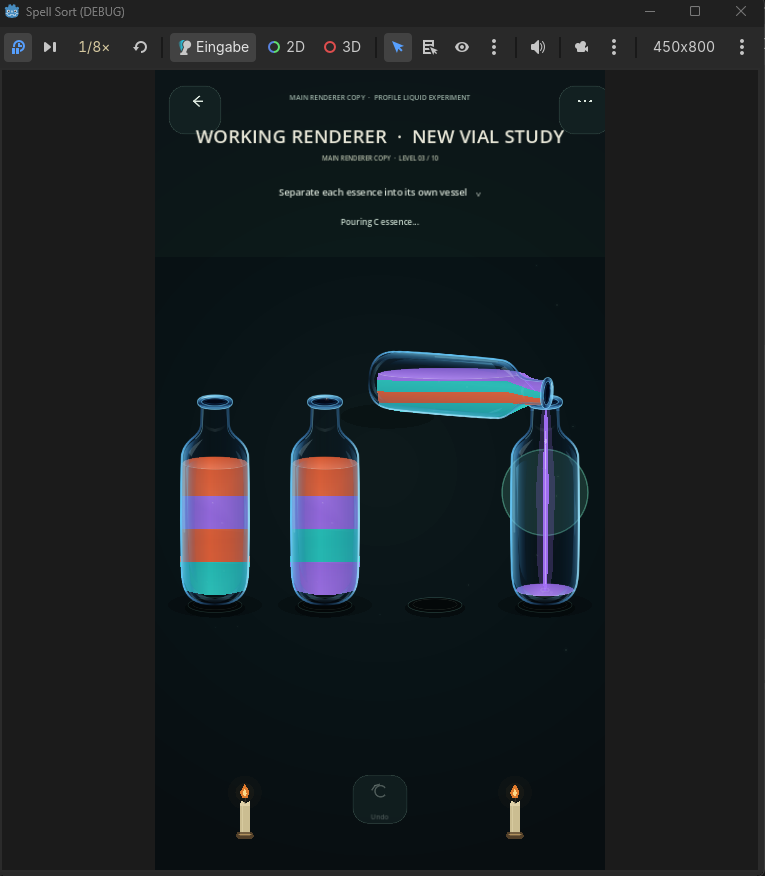 Spell Sort (DEBUG)
1/8×
Eingabe
2D
3D
450x800
MAIN RENDERER COPY · PROFILE LIQUID EXPERIMENT
WORKING RENDERER · NEW VIAL STUDY
MAIN RENDERER COPY · LEVEL 03 / 10
Separate each essence into its own vessel v
Pouring C essence...
Undo